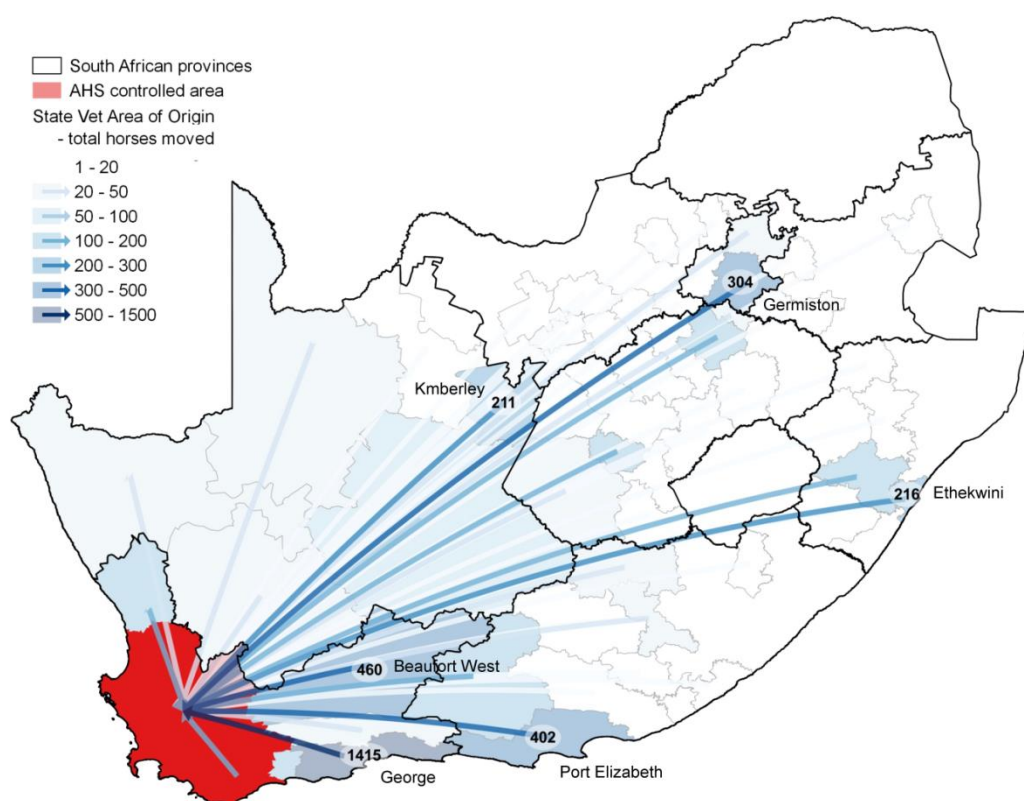 South African provinces
AHS controlled area
State Vet Area of Origin
- total horses moved
1 - 20
20 - 50
50 - 100
100 - 200
200 - 300
300 - 500
500 - 1500
304
Germiston
Kmberley
211
216
Ethekwini
460
Beaufort West
402
1415
George
Port Elizabeth